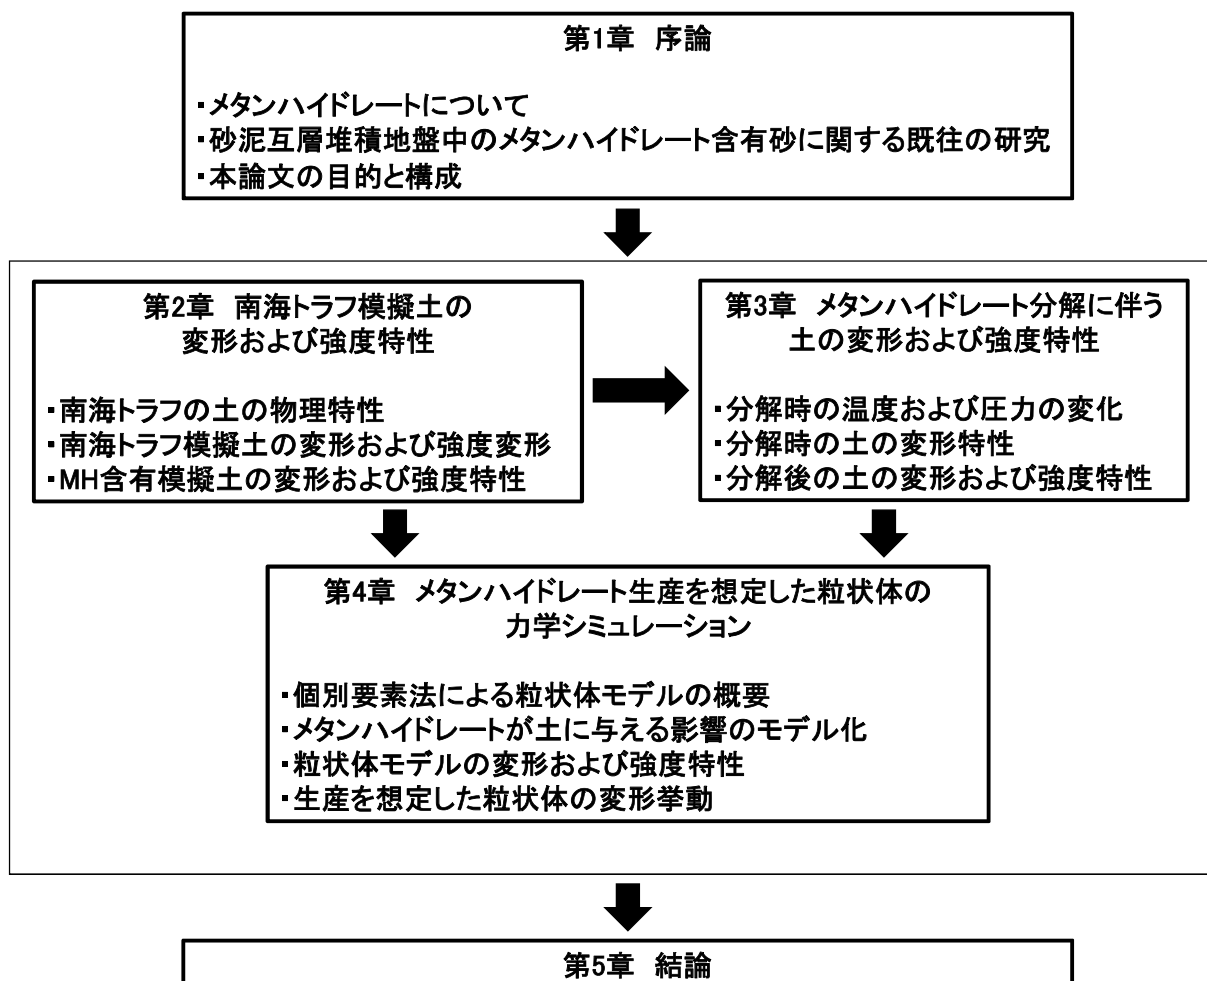 第1章 序論
・メタンハイドレートについて
・砂泥互層堆積地盤中のメタンハイドレート含有砂に関する既往の研究
・本論文の目的と構成
第2章 南海トラフ模擬土の
変形および強度特性
・南海トラフの土の物理特性
・南海トラフ模擬土の変形および強度変形
・MH含有模擬土の変形および強度特性
第3章 メタンハイドレート分解に伴う
土の変形および強度特性
・分解時の温度および圧力の変化
・分解時の土の変形特性
・分解後の土の変形および強度特性
第4章 メタンハイドレート生産を想定した粒状体の
力学シミュレーション
・個別要素法による粒状体モデルの概要
・メタンハイドレートが土に与える影響のモデル化
・粒状体モデルの変形および強度特性
・生産を想定した粒状体の変形挙動
第5章 結論